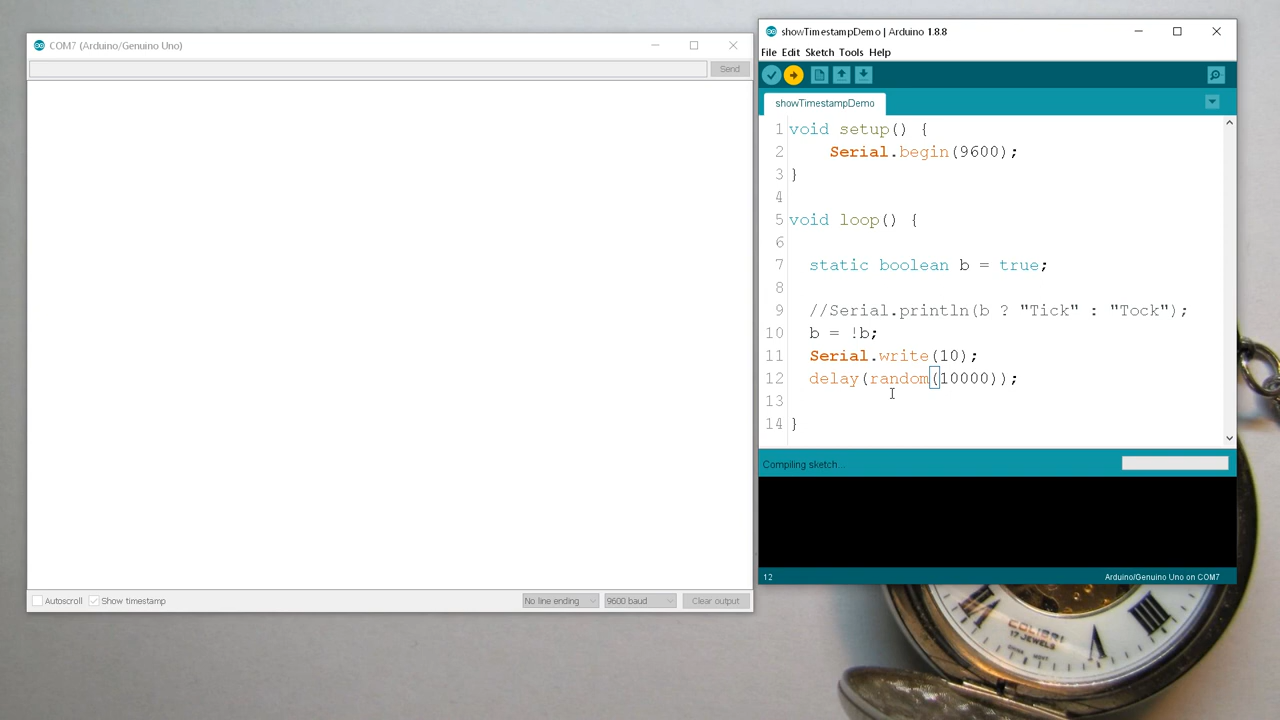 COM7 (Arduino/Genuino Uno)
Send
Autoscroll
Show timestamp
No line ending
9600 baud
Clear output
showTimestampDemo | Arduino 1.8.8
File Edit Sketch Tools Help
showTimestampDemo
1 void setup() {
2 Serial.begin(9600);
3 }
4
5 void loop() {
6
7 static boolean b = true;
8
9 //Serial.println(b ? "Tick" : "Tock");
10 b = !b;
11 Serial.write(10);
12 delay(random(10000));
13
14 }
Compiling sketch...
12
Arduino/Genuino Uno on COM7
COLIBRI
17 JEWELS